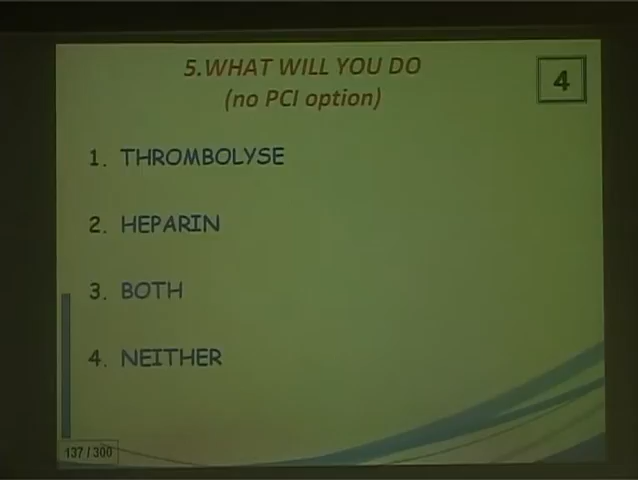 5.WHAT WILL YOU DO
(no PCI option)
4
1. THROMBOLYSE
2. HEPARIN
3. BOTH
4. NEITHER
137 / 300